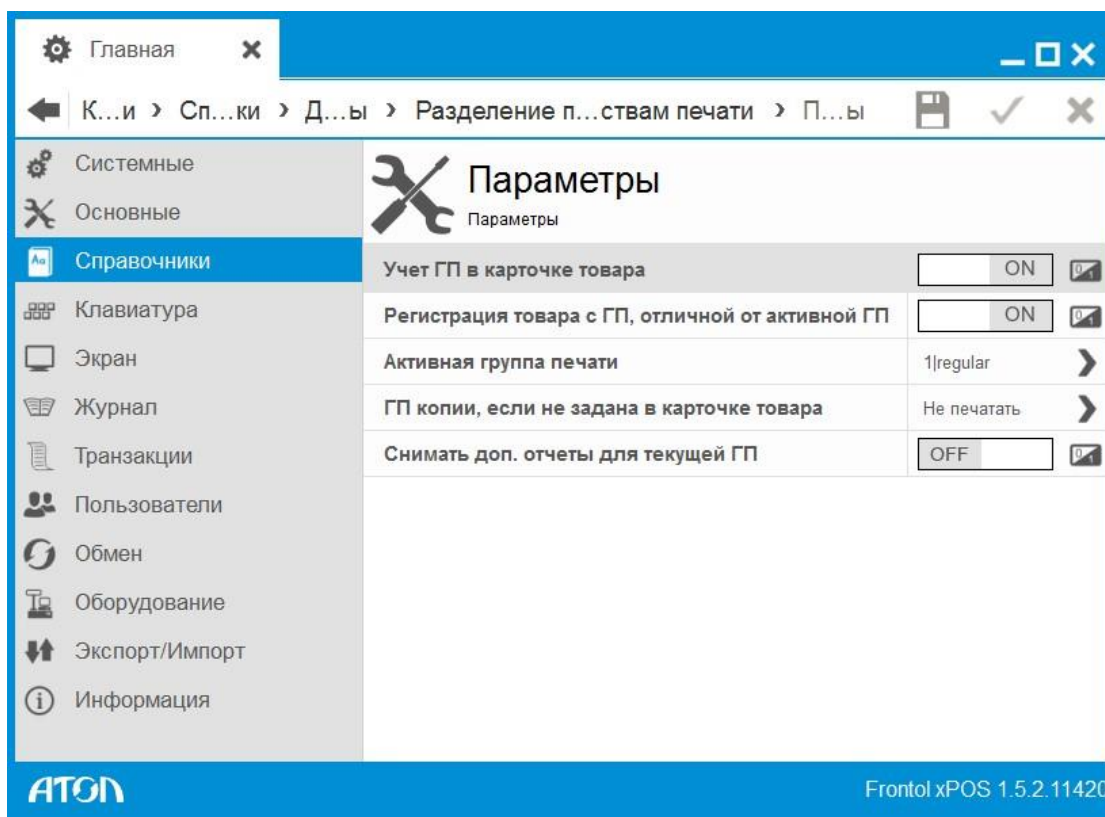 Главная
К...и › Сп...ки › Д...ы › Разделение п...ствам печати › П...ы
Системные
Основные
Справочники
Клавиатура
Экран
Журнал
Транзакции
Пользователи
Обмен
Оборудование
Экспорт/Импорт
Информация
Параметры
Параметры
Учет ГП в карточке товара ON
Регистрация товара с ГП, отличной от активной ГП ON
Активная группа печати 1|regular
ГП копии, если не задана в карточке товара Не печатать
Снимать доп. отчеты для текущей ГП OFF
ATOL Frontol xPOS 1.5.2.11420